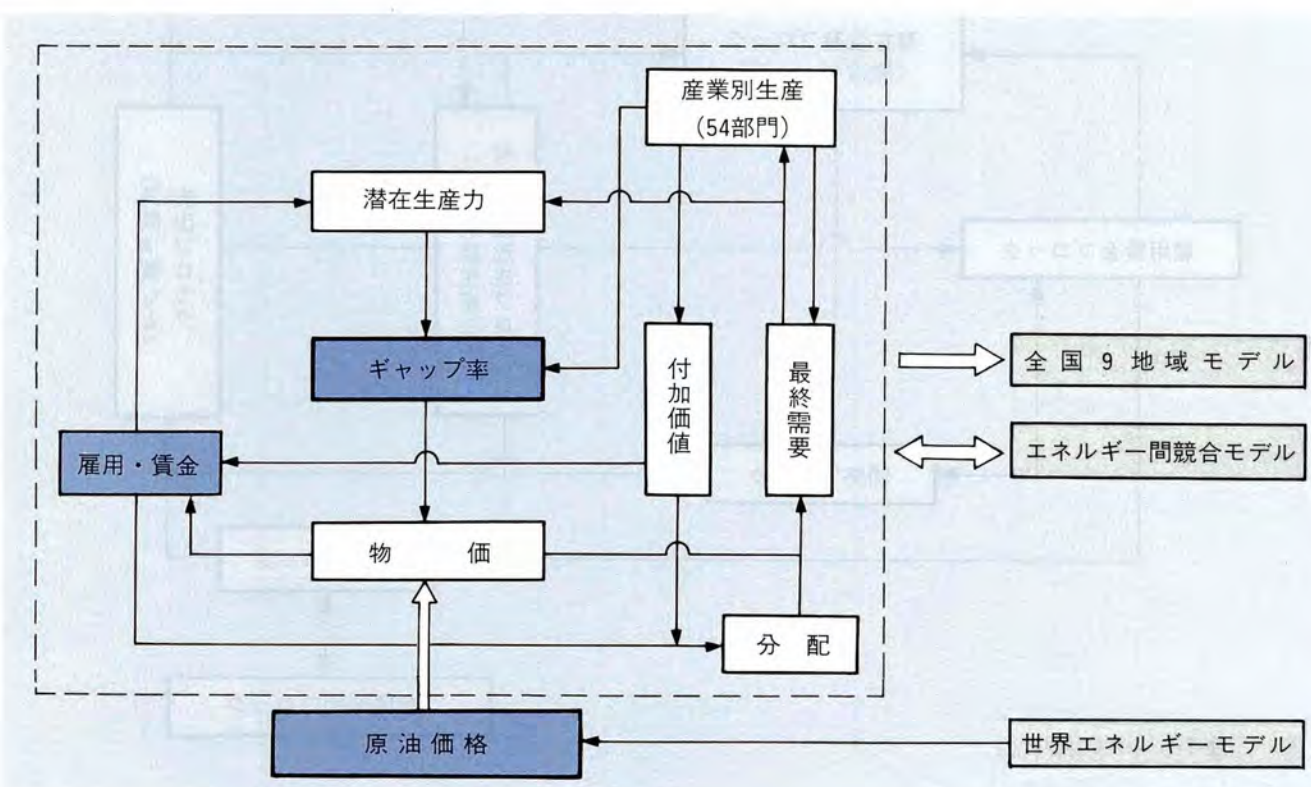 産業別生産
(54部門)
潜在生産力
ギャップ率
付加価値
最終需要
全国9地域モデル
雇用・賃金
エネルギー間競合モデル
物価
分配
原油価格
世界エネルギーモデル